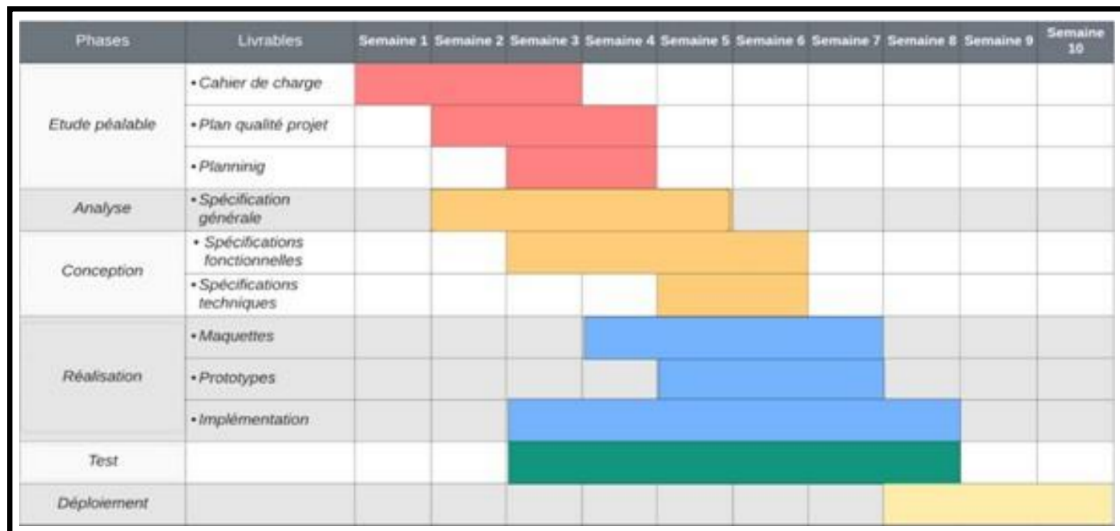 Phases Livrables Semaine 1 Semaine 2 Semaine 3 Semaine 4 Semaine 5 Semaine 6 Semaine 7 Semaine 8 Semaine 9 Semaine
10
Etude péalable
• Cahier de charge
• Plan qualité projet
• Planninig
Analyse
• Spécification
générale
Conception
• Spécifications
fonctionnelles
• Spécifications
techniques
Réalisation
• Maquettes
• Prototypes
• Implémentation
Test
Déploiement